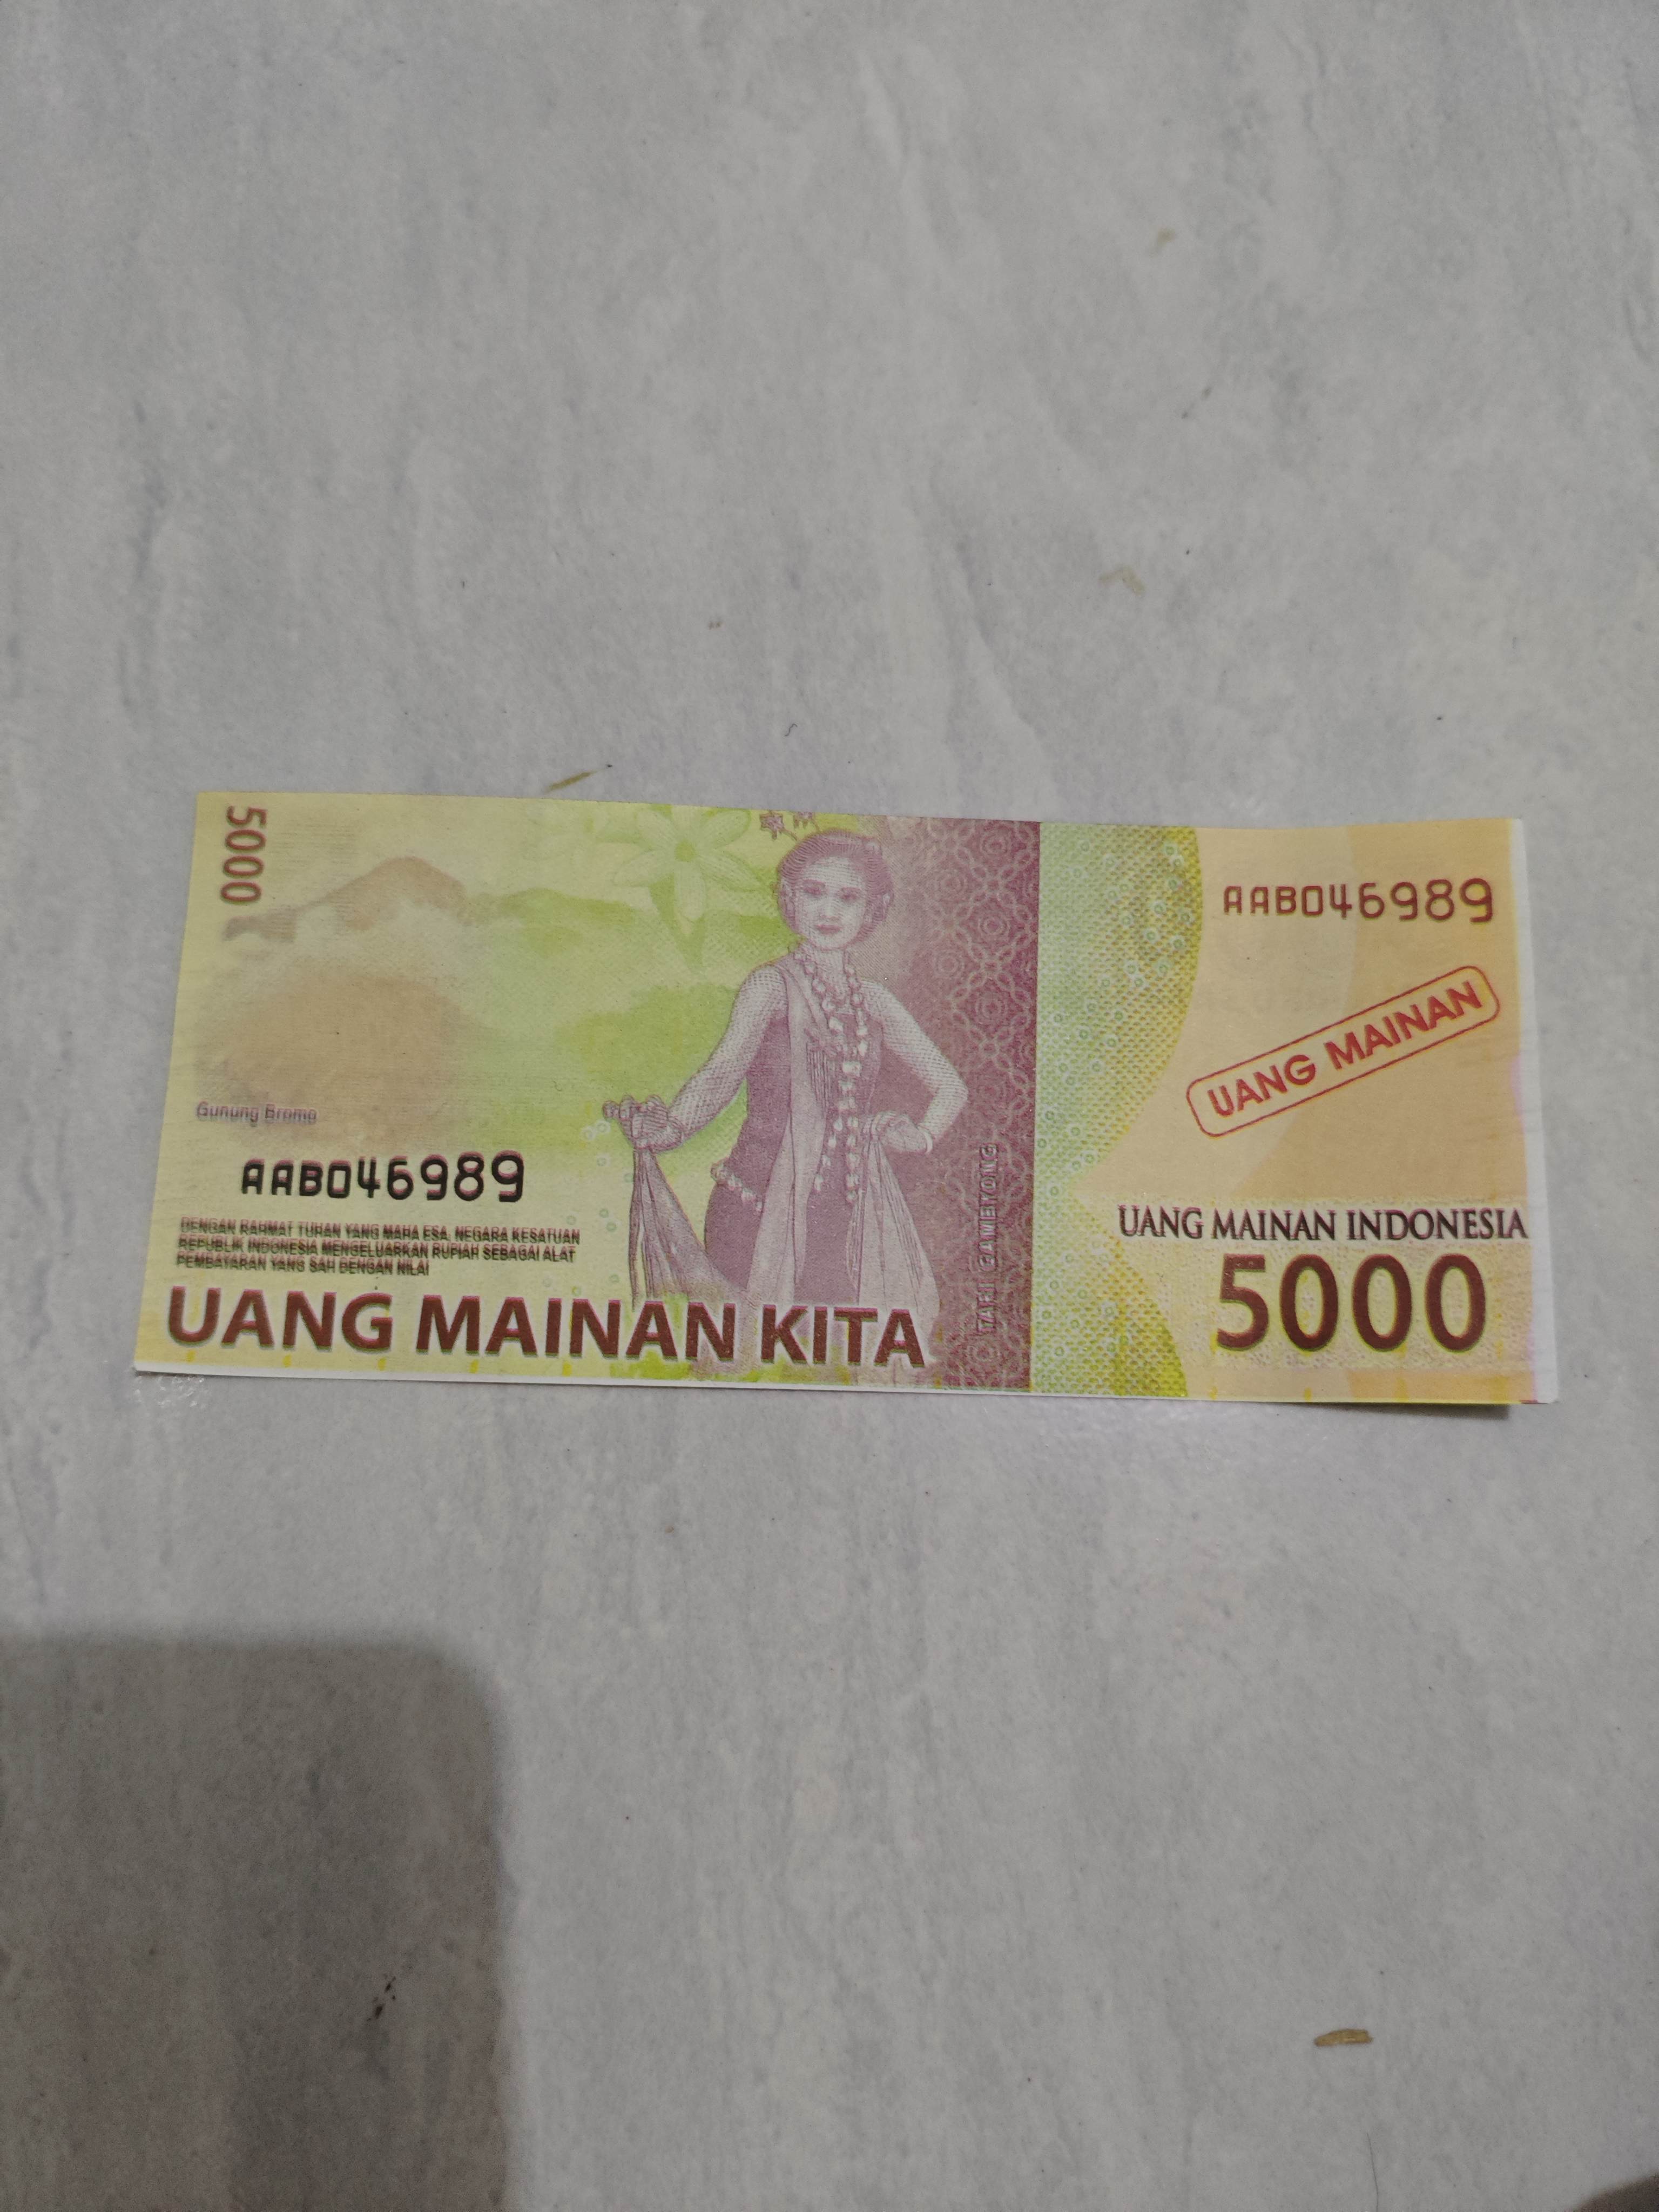 5000
AAB046989
UANG MAINAN
Gunung Bromo
AAB046989
DENGAN RAHMAT TUHAN YANG MAHA ESA, NEGARA KESATUAN
REPUBLIK INDONESIA MENGELUARKAN RUPIAH SEBAGAI ALAT
PEMBAYARAN YANG SAH DENGAN NILAI
TARI GAMBYONG
UANG MAINAN INDONESIA
5000
UANG MAINAN KITA